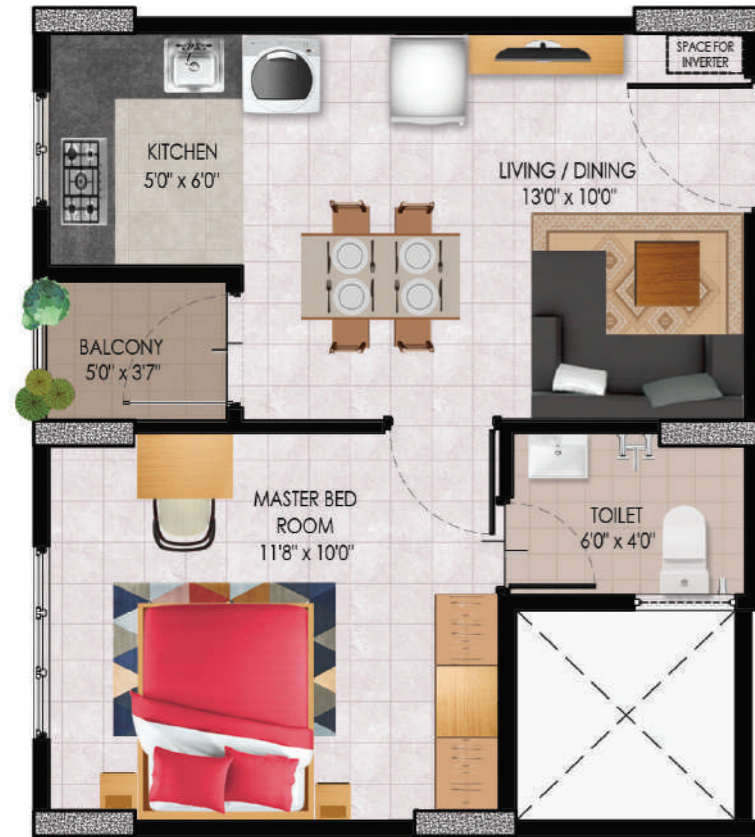 SPACE FOR
INVERTER
KITCHEN
5'0" x 6'0"
LIVING / DINING
13'0" x 10'0"
BALCONY
5'0" x 3'7"
MASTER BED
ROOM
11'8" x 10'0"
TOILET
6'0" x 4'0"